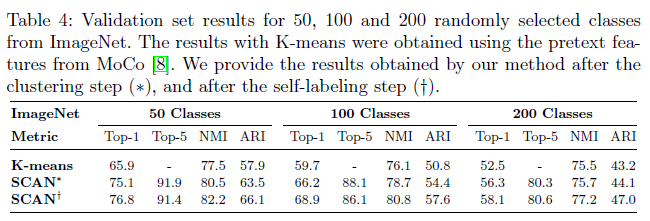 Table 4: Validation set results for 50, 100 and 200 randomly selected classes
from ImageNet. The results with K-means were obtained using the pretext fea-
tures from MoCo [8]. We provide the results obtained by our method after the
clustering step (∗), and after the self-labeling step (†).
ImageNet 50 Classes 100 Classes 200 Classes
Metric Top-1 Top-5 NMI ARI Top-1 Top-5 NMI ARI Top-1 Top-5 NMI ARI
K-means 65.9 - 77.5 57.9 59.7 - 76.1 50.8 52.5 - 75.5 43.2
SCAN* 75.1 91.9 80.5 63.5 66.2 88.1 78.7 54.4 56.3 80.3 75.7 44.1
SCAN† 76.8 91.4 82.2 66.1 68.9 86.1 80.8 57.6 58.1 80.6 77.2 47.0